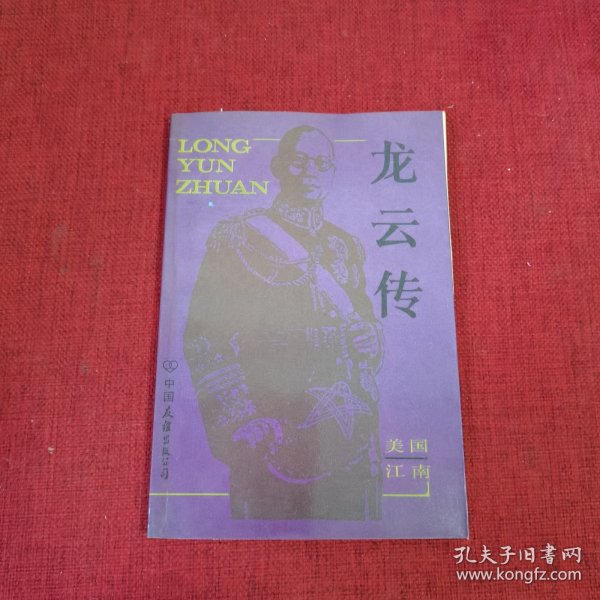 LONG
YUN
ZHUAN
龙云传
美国
江南
中国友谊出版公司
孔夫子旧书网
www.kongfz.com